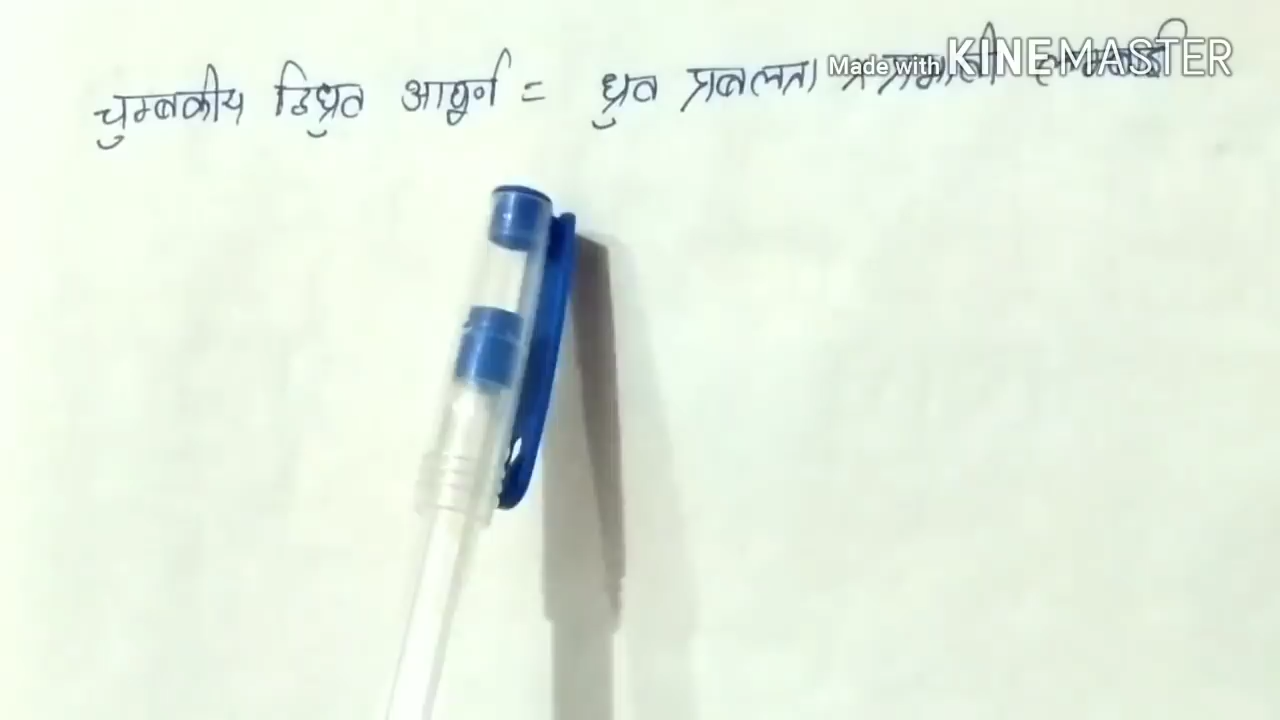 चुम्बकीय द्विध्रुव आघूर्ण = ध्रुव प्रबलता ×
Made with KINEMASTER